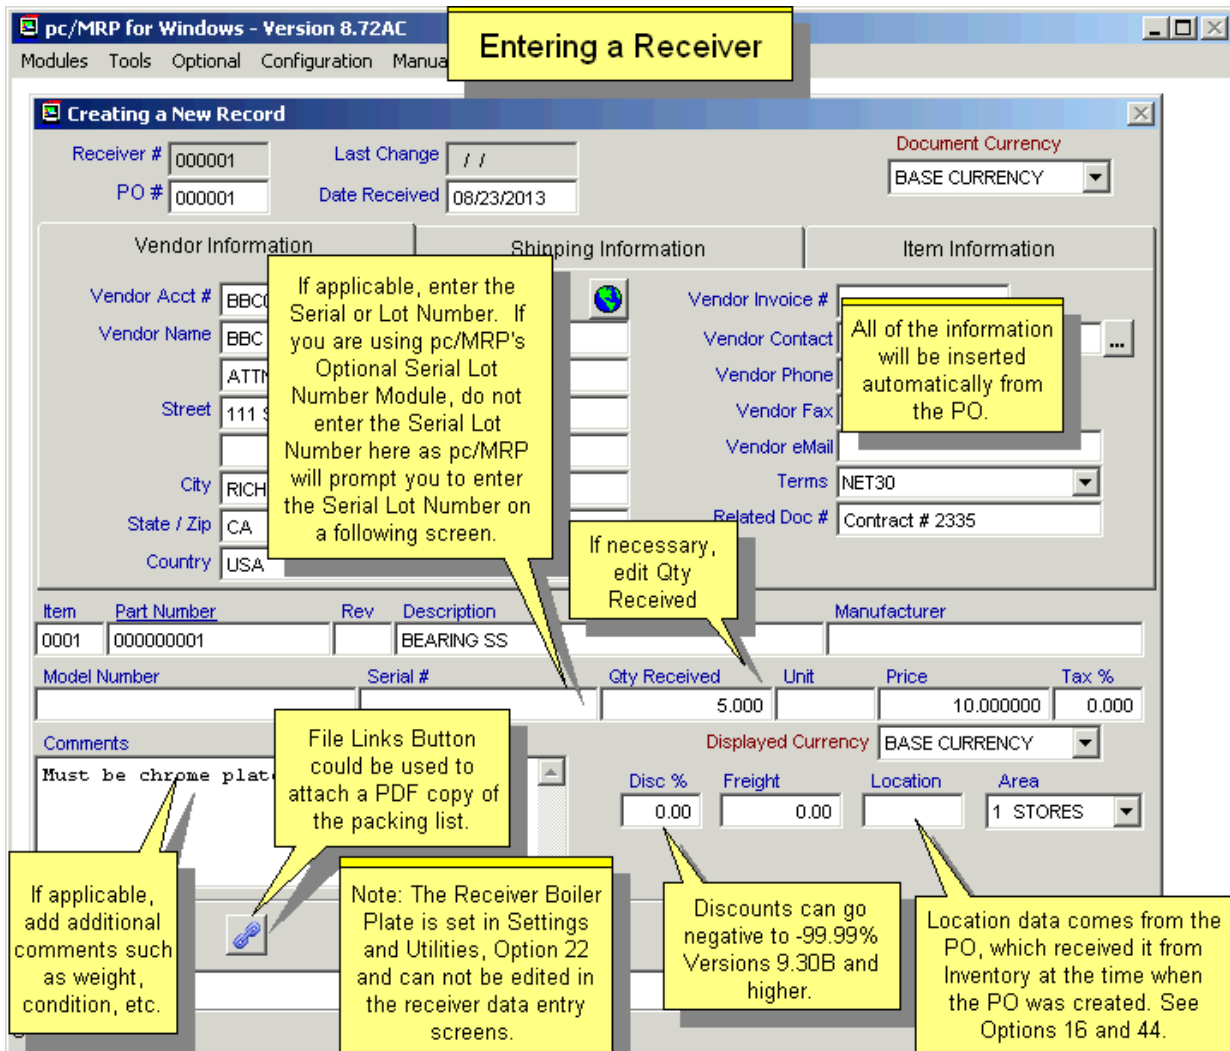 pc/MRP for Windows - Version 8.72AC
Entering a Receiver
Modules Tools Optional Configuration
Creating a New Record
Receiver # 000001 Last Change / / Document Currency
BASE CURRENCY
PO # 000001 Date Received 08/23/2013
Vendor Information Shipping Information Item Information
Vendor Acct #
Vendor Name BBC
ATTN
Street 111
City RICH
State / Zip CA
Country USA
If applicable, enter the
Serial or Lot Number. If
you are using pc/MRP's
Optional Serial Lot
Number Module, do not
enter the Serial Lot
Number here as pc/MRP
will prompt you to enter
the Serial Lot Number on
a following screen.
Vendor Invoice #
Vendor Contact ...
Vendor Phone
Vendor Fax
Vendor eMail
Terms NET30
Related Doc # Contract # 2335
All of the information
will be inserted
automatically from
the PO.
If necessary,
edit Qty
Received
Item Part Number Rev Description Manufacturer
0001 000000001 BEARING SS
Model Number Serial # Qty Received Unit Price Tax %
5.000 10.000000 0.000
Comments Displayed Currency BASE CURRENCY
Must be chrome plat
Disc % Freight Location Area
0.00 0.00 1 STORES
File Links Button
could be used to
attach a PDF copy of
the packing list.
If applicable,
add additional
comments such
as weight,
condition, etc.
Note: The Receiver Boiler
Plate is set in Settings
and Utilities, Option 22
and can not be edited in
the receiver data entry
screens.
Discounts can go
negative to -99.99%
Versions 9.30B and
higher.
Location data comes from the
PO, which received it from
Inventory at the time when
the PO was created. See
Options 16 and 44.